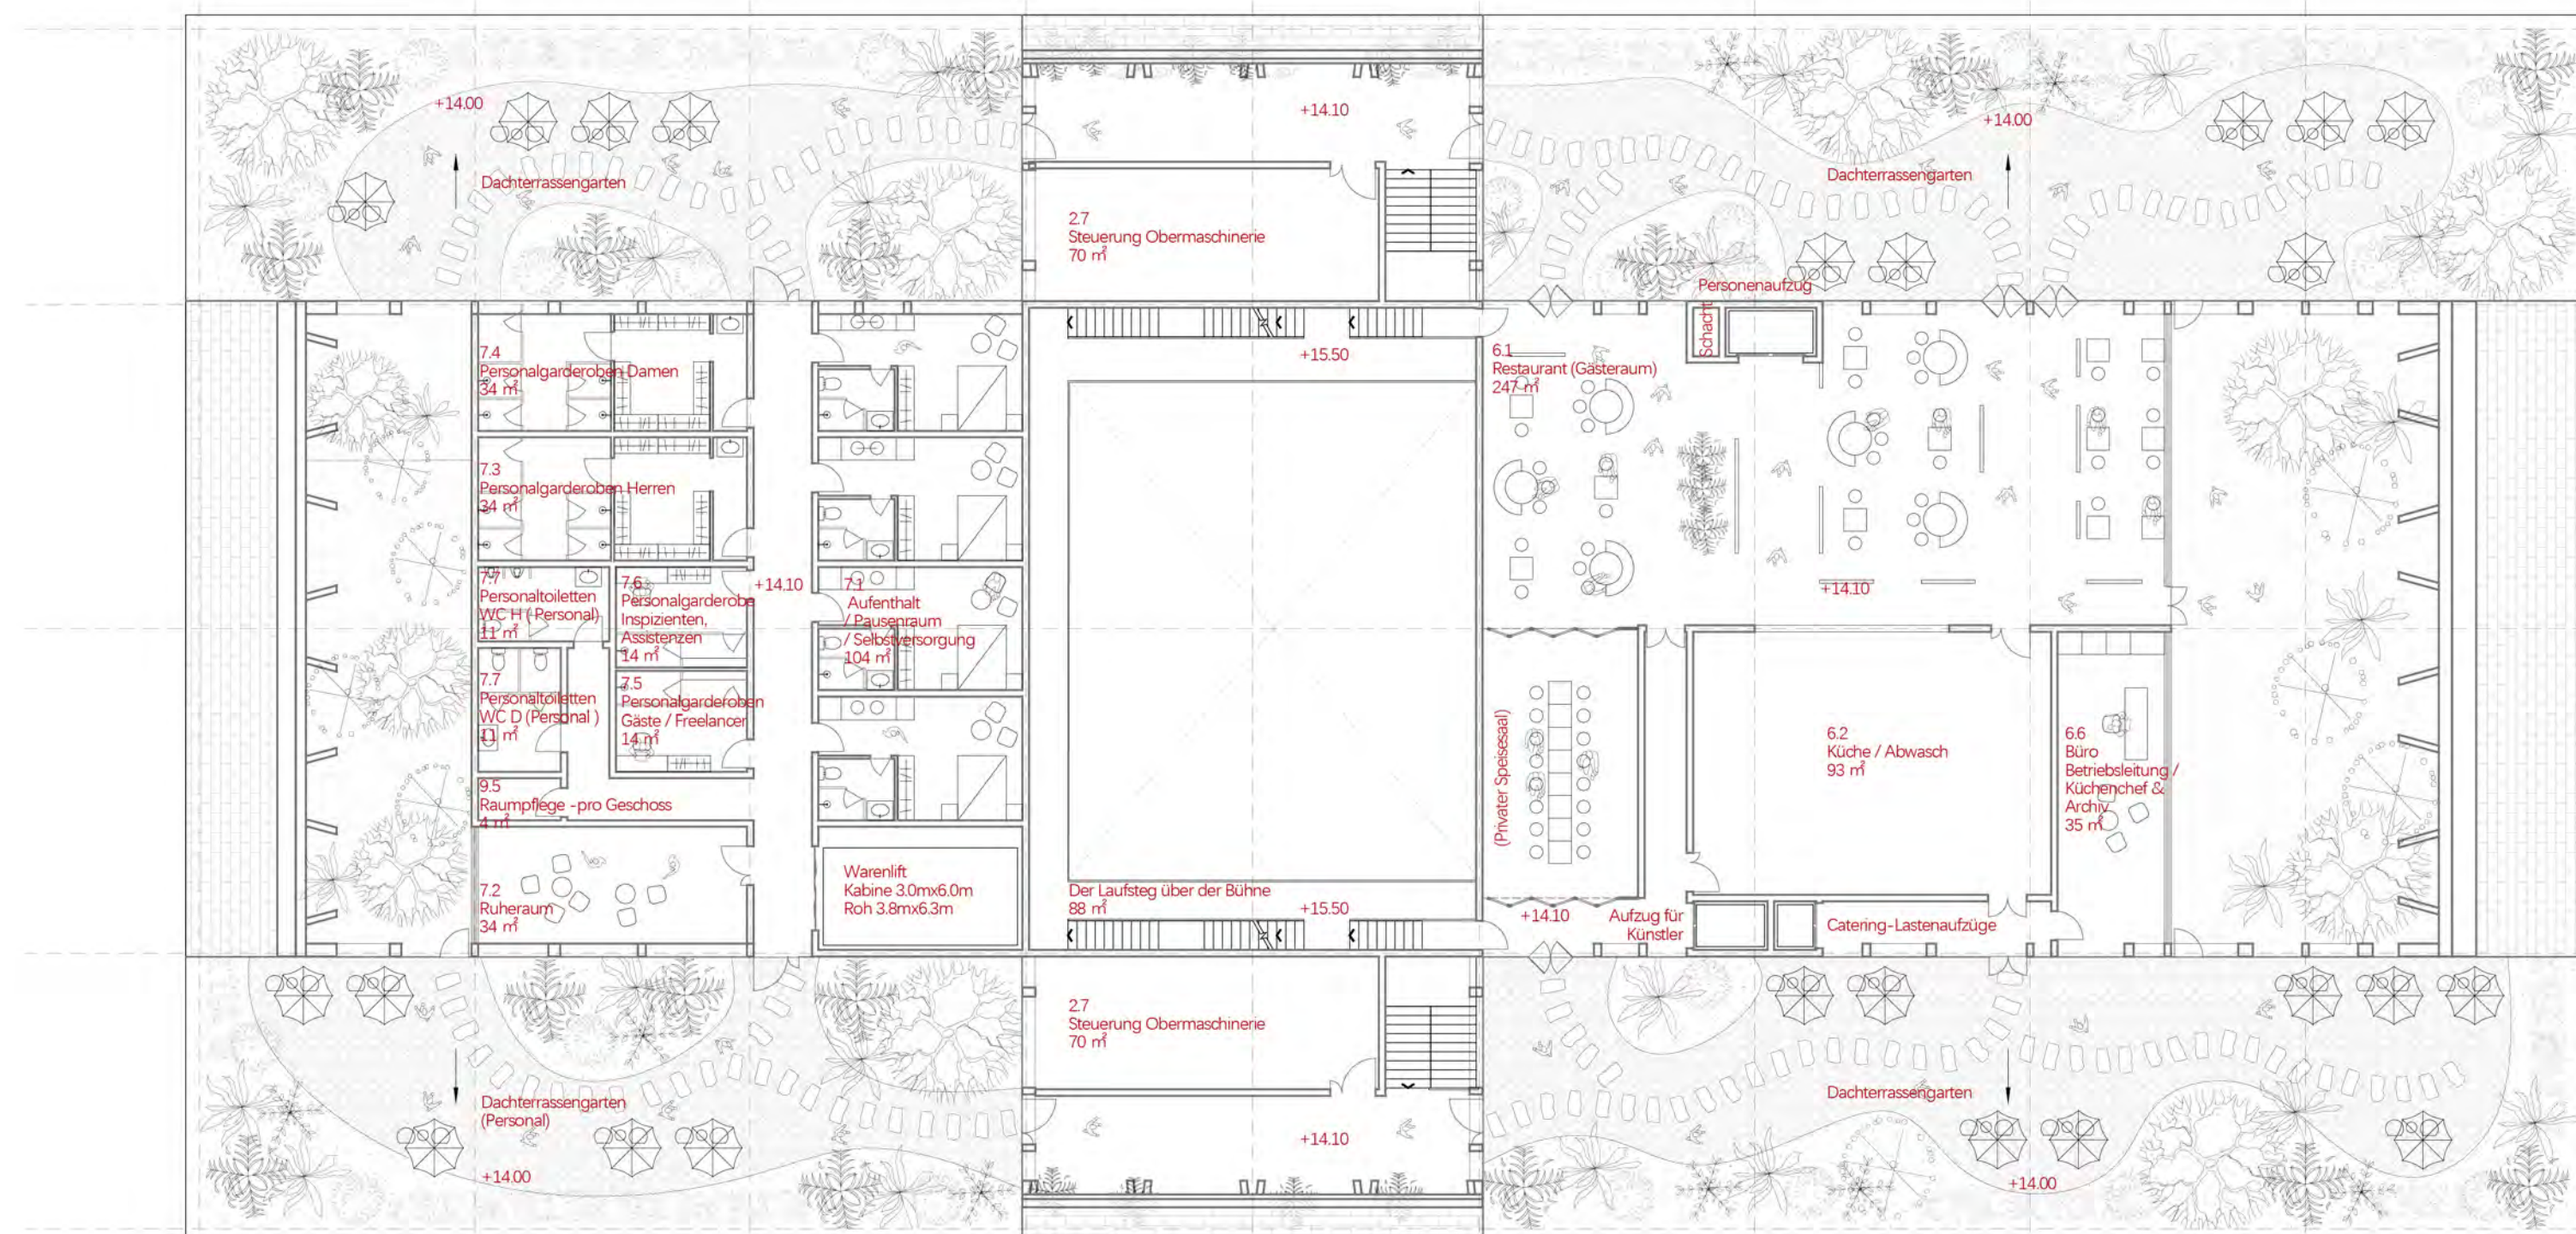 +14.00
Dachterrassengarten
+14.10
2.7
Steuerung Obermaschinerie
70 m²
+14.00
Dachterrassengarten
Personenaufzug
Schacht
7.4
Personalgarderoben Damen
34 m²
7.3
Personalgarderoben Herren
34 m²
7.7
Personaltoiletten
WC H (-Personal)
11 m²
7.6
Personalgarderobe
Inspizienten,
Assistenzen
14 m²
+14.10
7.7
Personaltoiletten
WC D (Personal )
11 m²
7.5
Personalgarderoben
Gäste / Freelancer
14 m²
9.5
Raumpflege -pro Geschoss
4 m²
7.2
Ruheraum
34 m²
7.1
Aufenthalt
/ Pausenraum
/ Selbstversorgung
104 m²
Warenlift
Kabine 3.0mx6.0m
Roh 3.8mx6.3m
+15.50
Der Laufsteg über der Bühne
88 m²
+15.50
6.1
Restaurant (Gästeraum)
247 m²
+14.10
(Privater Speisesaal)
6.2
Küche / Abwasch
93 m²
6.6
Büro
Betriebsleitung /
Küchenchef &
Archiv
35 m²
+14.10
Aufzug für
Künstler
Catering-Lastenaufzüge
Dachterrassengarten
(Personal)
+14.00
2.7
Steuerung Obermaschinerie
70 m²
+14.10
Dachterrassengarten
+14.00